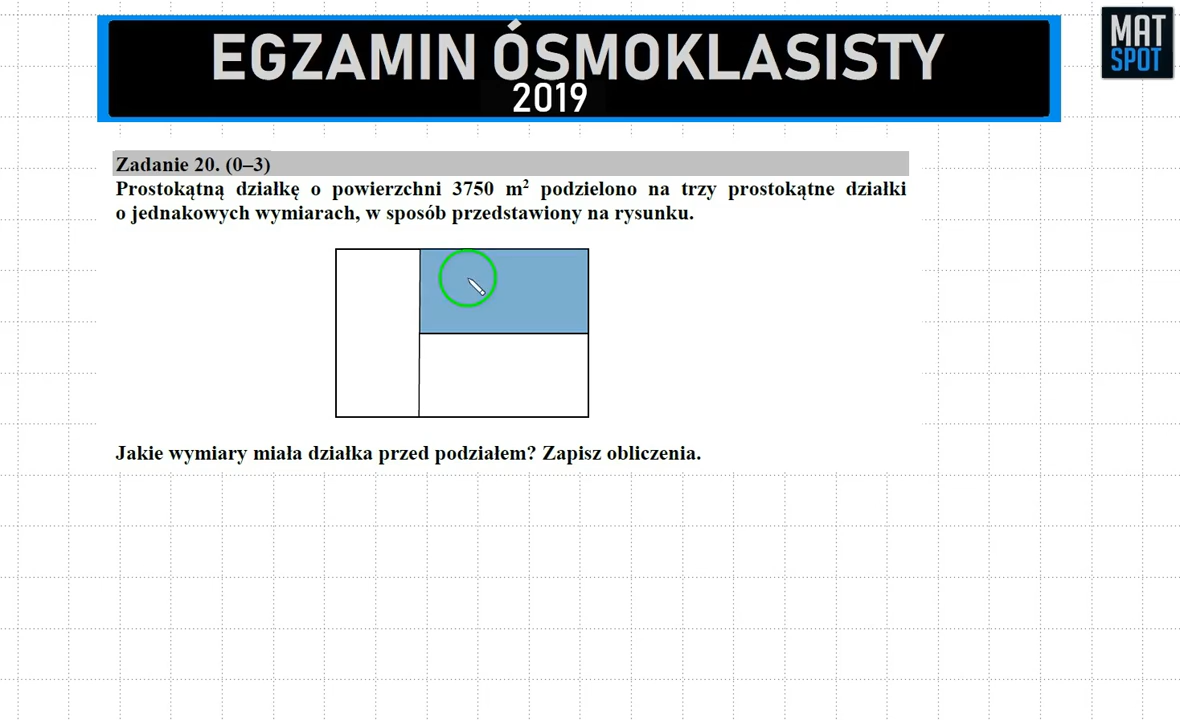 EGZAMIN ÓSMOKLASISTY
2019
MAT
SPOT
Zadanie 20. (0–3)
Prostokątną działkę o powierzchni 3750 m² podzielono na trzy prostokątne działki
o jednakowych wymiarach, w sposób przedstawiony na rysunku.
Jakie wymiary miała działka przed podziałem? Zapisz obliczenia.